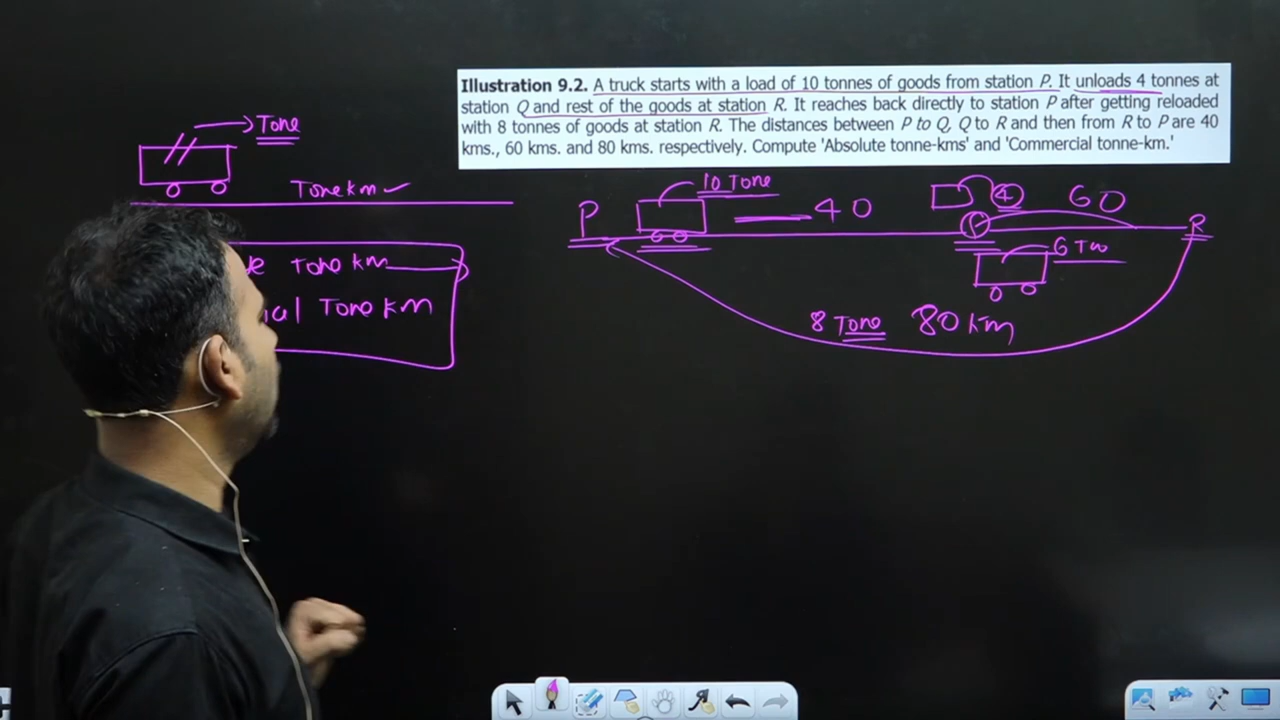 Illustration 9.2. A truck starts with a load of 10 tonnes of goods from station P. It unloads 4 tonnes at
station Q and rest of the goods at station R. It reaches back directly to station P after getting reloaded
with 8 tonnes of goods at station R. The distances between P to Q, Q to R and then from R to P are 40
kms., 60 kms. and 80 kms. respectively. Compute 'Absolute tonne-kms' and 'Commercial tonne-km.'
Tone
Tone km
Tone km
ial Tone km
P
10 Tone
40
4
60
R
6
8 Tone 80 km